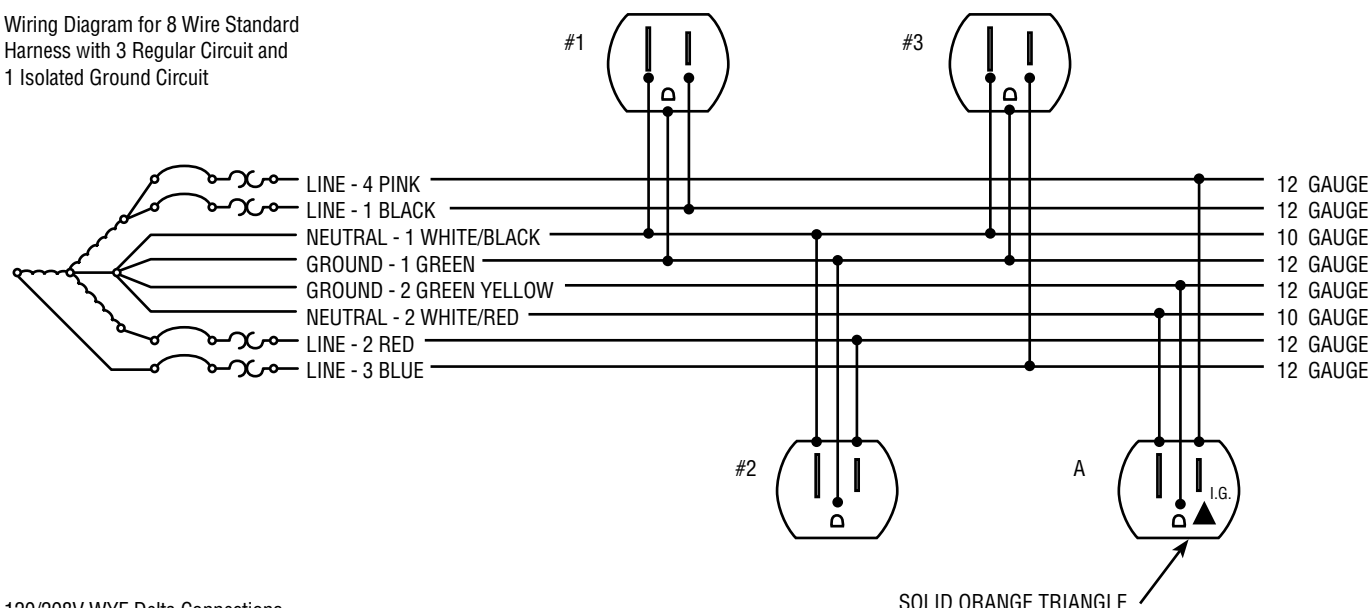 Wiring Diagram for 8 Wire Standard
Harness with 3 Regular Circuit and
1 Isolated Ground Circuit
#1
#3
LINE - 4 PINK
12 GAUGE
LINE - 1 BLACK
12 GAUGE
NEUTRAL - 1 WHITE/BLACK
10 GAUGE
GROUND - 1 GREEN
12 GAUGE
GROUND - 2 GREEN YELLOW
12 GAUGE
NEUTRAL - 2 WHITE/RED
10 GAUGE
LINE - 2 RED
12 GAUGE
LINE - 3 BLUE
12 GAUGE
#2
A
I.G.
SOLID ORANGE TRIANGLE